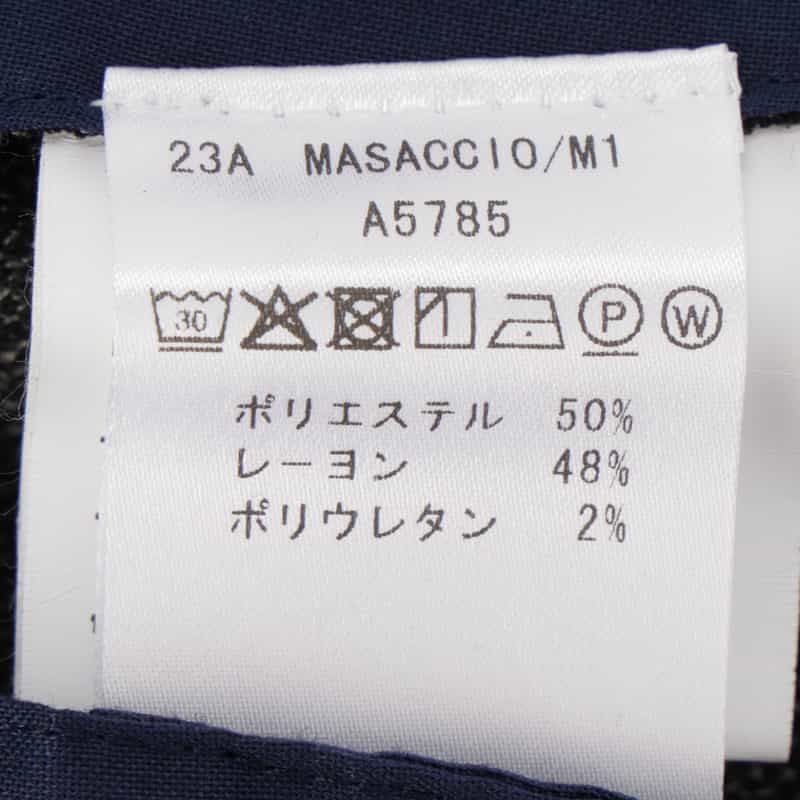 23A MASACCIO/M1
A5785
30 P W
ポリエステル 50%
レーヨン 48%
ポリウレタン 2%